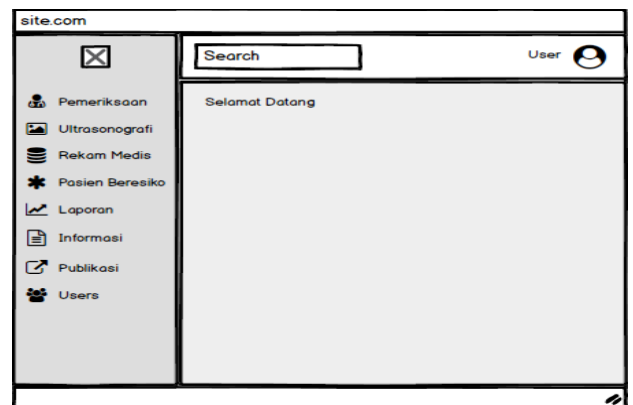 site.com
Search
User
Pemeriksaan
Ultrasonografi
Rekam Medis
Pasien Beresiko
Laporan
Informasi
Publikasi
Users
Selamat Datang